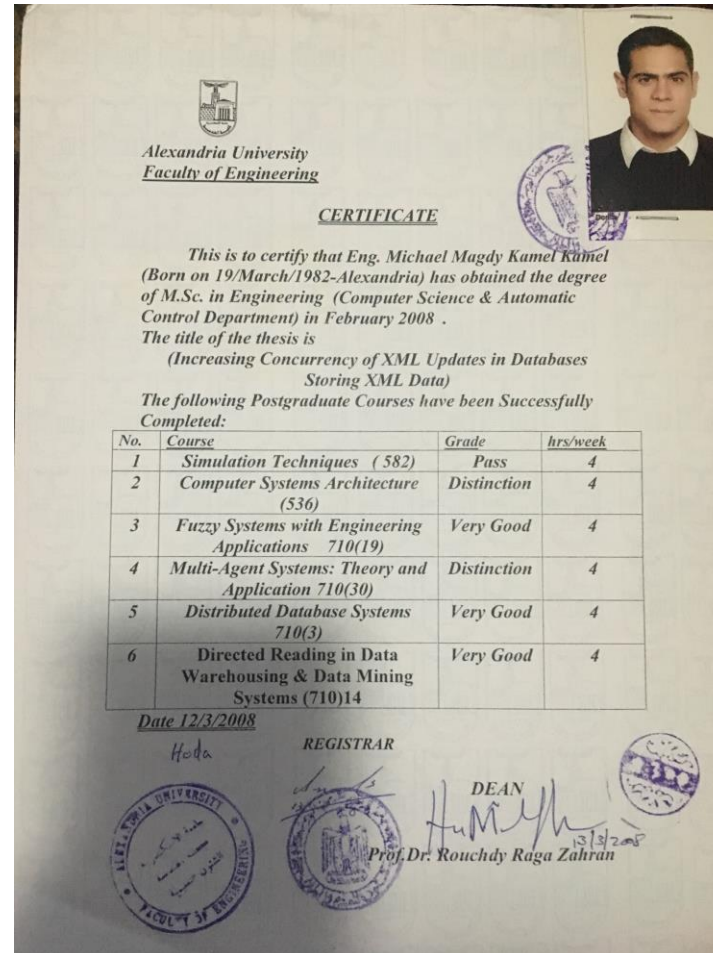 Alexandria University
Faculty of Engineering
CERTIFICATE
This is to certify that Eng. Michael Magdy Kamel Kamel
(Born on 19/March/1982-Alexandria) has obtained the degree
of M.Sc. in Engineering (Computer Science & Automatic
Control Department) in February 2008 .
The title of the thesis is
(Increasing Concurrency of XML Updates in Databases
Storing XML Data)
The following Postgraduate Courses have been Successfully
Completed:
No. Course Grade hrs/week
1 Simulation Techniques ( 582) Pass 4
2 Computer Systems Architecture Distinction 4
(536)
3 Fuzzy Systems with Engineering Very Good 4
Applications 710(19)
4 Multi-Agent Systems: Theory and Distinction 4
Application 710(30)
5 Distributed Database Systems Very Good 4
710(3)
6 Directed Reading in Data Very Good 4
Warehousing & Data Mining
Systems (710)14
Date 12/3/2008
Hoda
REGISTRAR
DEAN
13/3/2008
Prof.Dr. Rouchdy Raga Zahran
ALEXANDRIA UNIVERSITY
FACULTY OF ENGINEERING